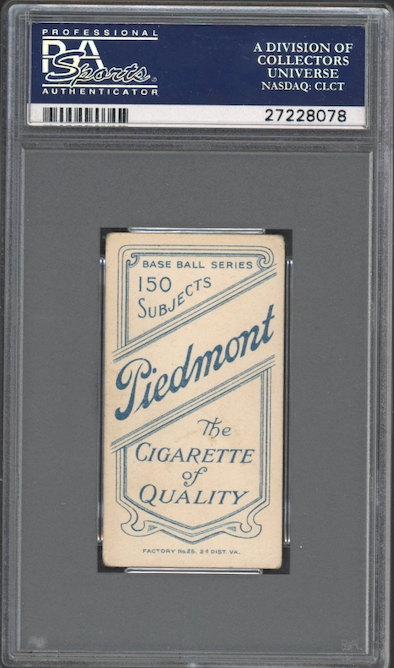 PROFESSIONAL
PSA
Sports
AUTHENTICATOR
A DIVISION OF
COLLECTORS
UNIVERSE
NASDAQ: CLCT
27228078
BASE BALL SERIES
150
SUBJECTS
Piedmont
The
CIGARETTE
of
QUALITY
FACTORY No. 25, 2d DIST. VA.
PSA